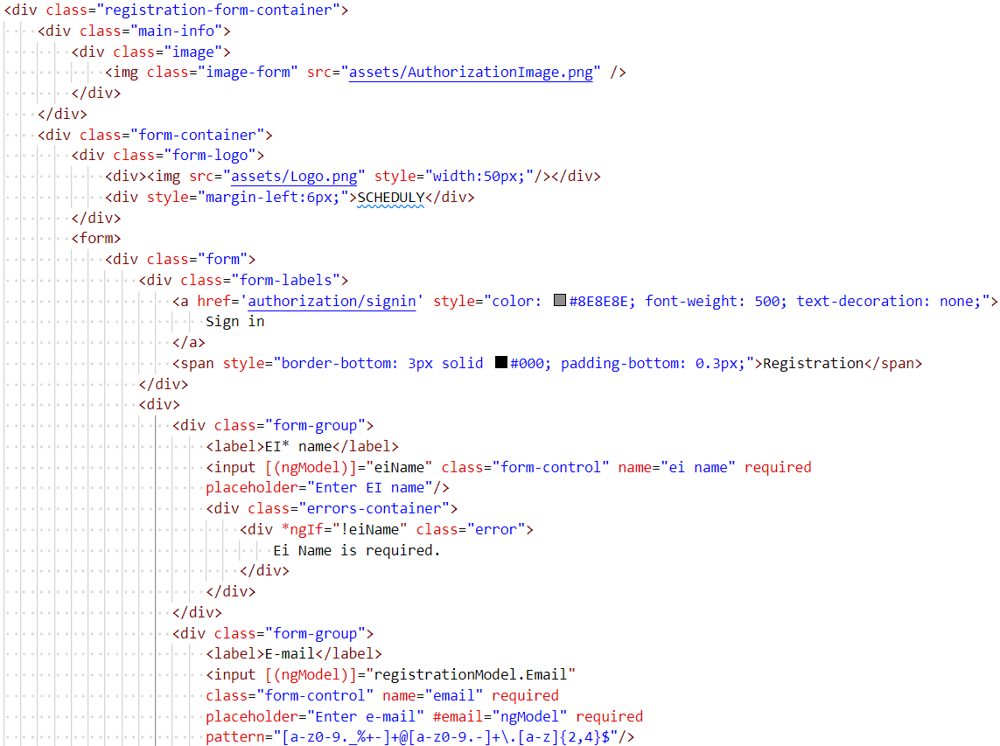 <div class="registration-form-container">
<div class="main-info">
<div class="image">
<img class="image-form" src="assets/AuthorizationImage.png" />
</div>
</div>
<div class="form-container">
<div class="form-logo">
<div><img src="assets/Logo.png" style="width:50px;"/></div>
<div style="margin-left:6px;">SCHEDULY</div>
</div>
<form>
<div class="form">
<div class="form-labels">
<a href='authorization/signin' style="color: #8E8E8E; font-weight: 500; text-decoration: none;">
Sign in
</a>
<span style="border-bottom: 3px solid #000; padding-bottom: 0.3px;">Registration</span>
</div>
<div>
<div class="form-group">
<label>EI* name</label>
<input [(ngModel)]="eiName" class="form-control" name="ei name" required
placeholder="Enter EI name"/>
<div class="errors-container">
<div *ngIf="!eiName" class="error">
Ei Name is required.
</div>
</div>
</div>
<div class="form-group">
<label>E-mail</label>
<input [(ngModel)]="registrationModel.Email"
class="form-control" name="email" required
placeholder="Enter e-mail" #email="ngModel" required
pattern="[a-z0-9._%+-]+@[a-z0-9.-]+\.[a-z]{2,4}$"/>